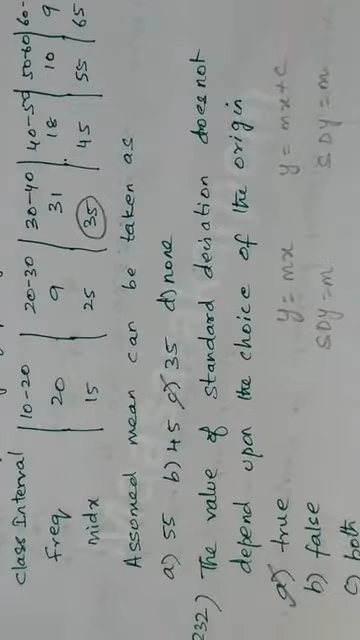 class Interval | 10-20 | 20-30 | 30-40 | 40-50 | 50-60 | 60-
Freq 20 | 9 | 31 | 18 | 10 | 9
midx | 15 | 25 | 35 | 45 | 55 | 65
Assomed mean can be taken as
a) 55 b) 45 c) 35 d) none
232) The value of standard deviation does not
depend upon the choice of the origin
a) true
b) false
c) both
y=mx y=mx+c
SDy=m SDy=m